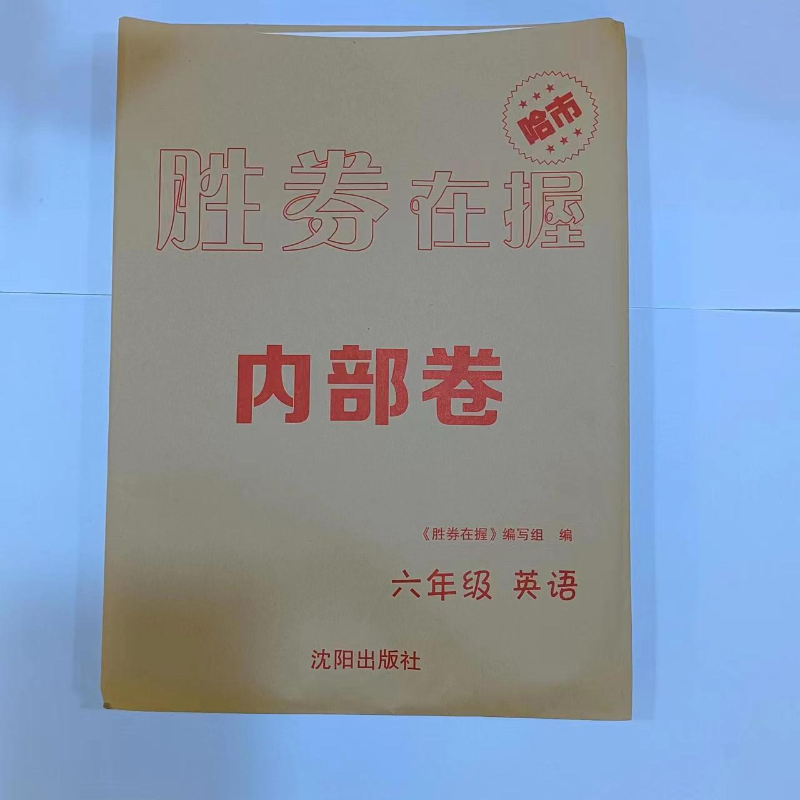 哈市
胜券在握
内部卷
《胜券在握》编写组 编
六年级 英语
沈阳出版社